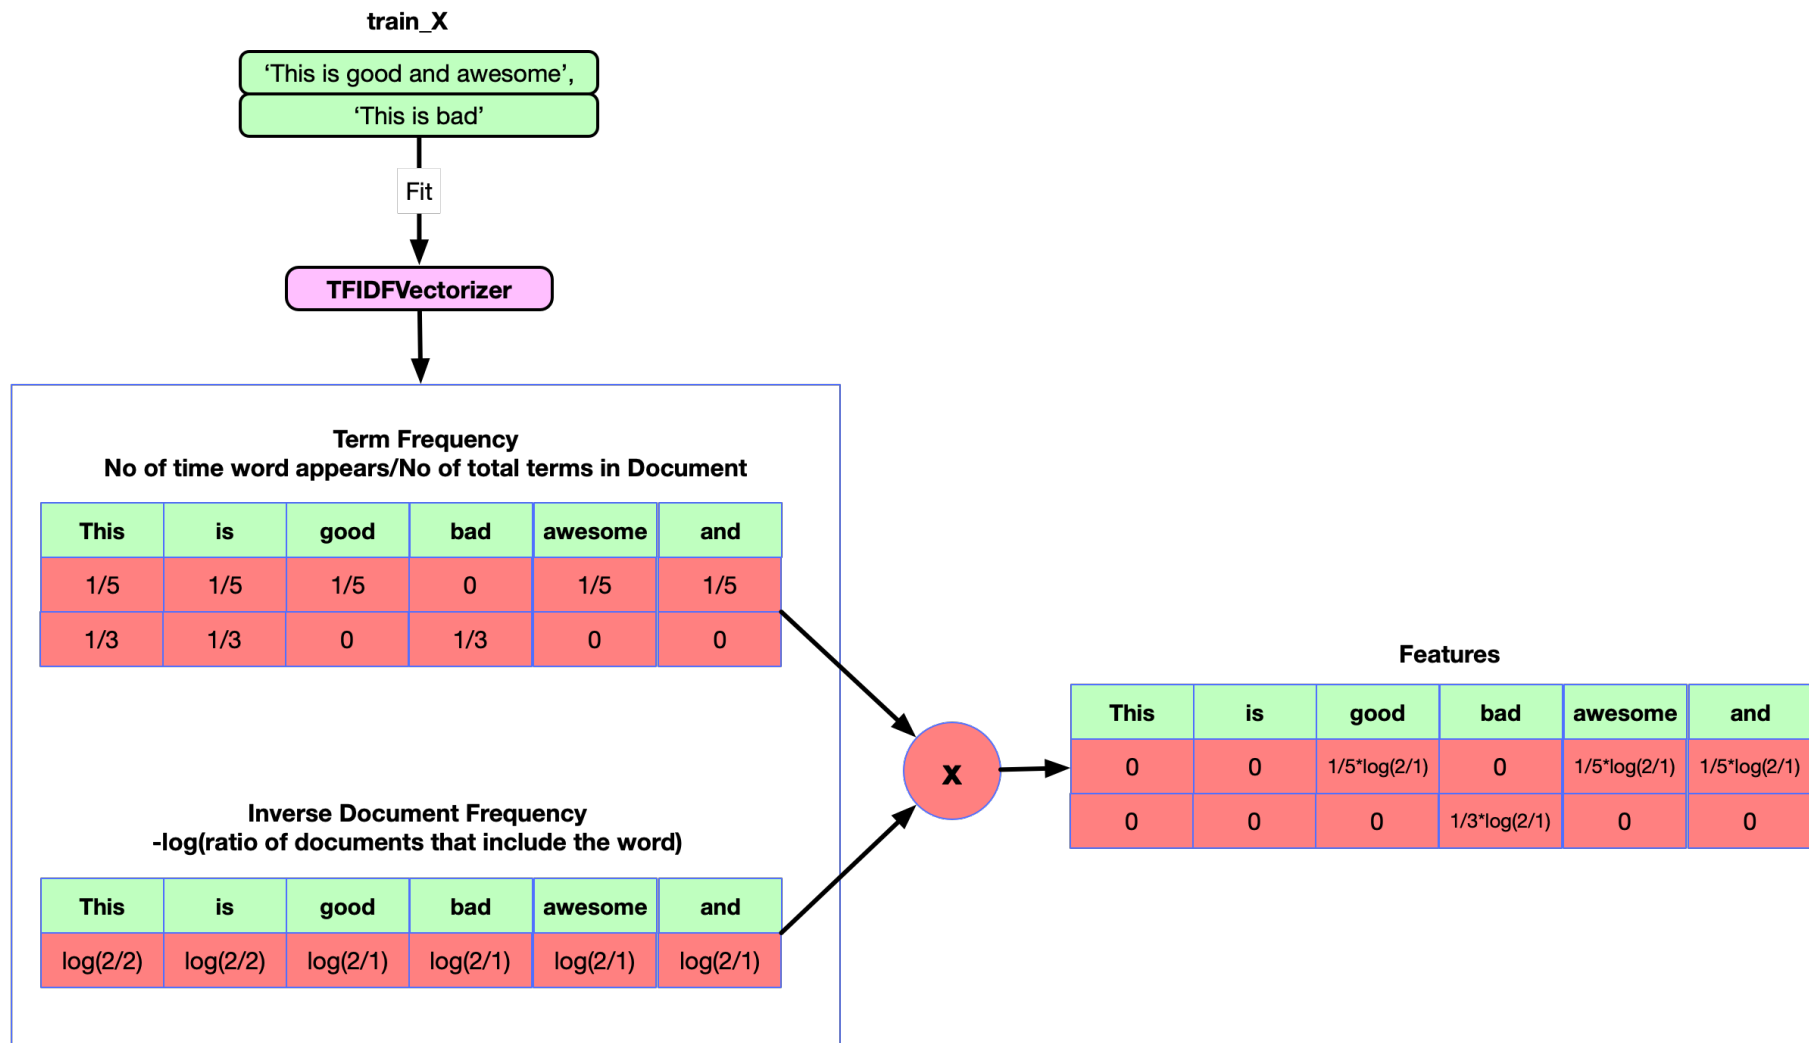 train_X
‘This is good and awesome’,
‘This is bad’
Fit
TFIDFVectorizer
Term Frequency
No of time word appears/No of total terms in Document
This is good bad awesome and
1/5 1/5 1/5 0 1/5 1/5
1/3 1/3 0 1/3 0 0
Inverse Document Frequency
-log(ratio of documents that include the word)
This is good bad awesome and
log(2/2) log(2/2) log(2/1) log(2/1) log(2/1) log(2/1)
x
Features
This is good bad awesome and
0 0 1/5*log(2/1) 0 1/5*log(2/1) 1/5*log(2/1)
0 0 0 1/3*log(2/1) 0 0